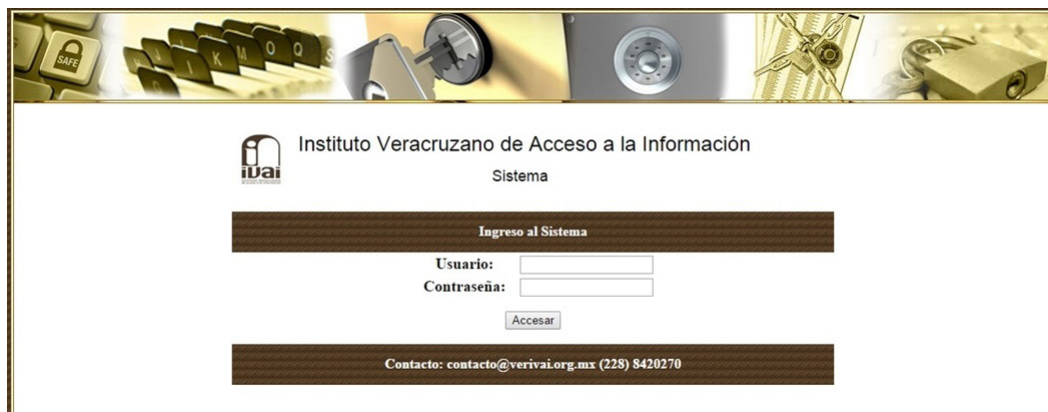 SAFE
I J K M O Q S
ivai
Instituto Veracruzano de Acceso a la Información
Sistema
Ingreso al Sistema
Usuario:
Contraseña:
Accesar
Contacto: contacto@verivai.org.mx (228) 8420270